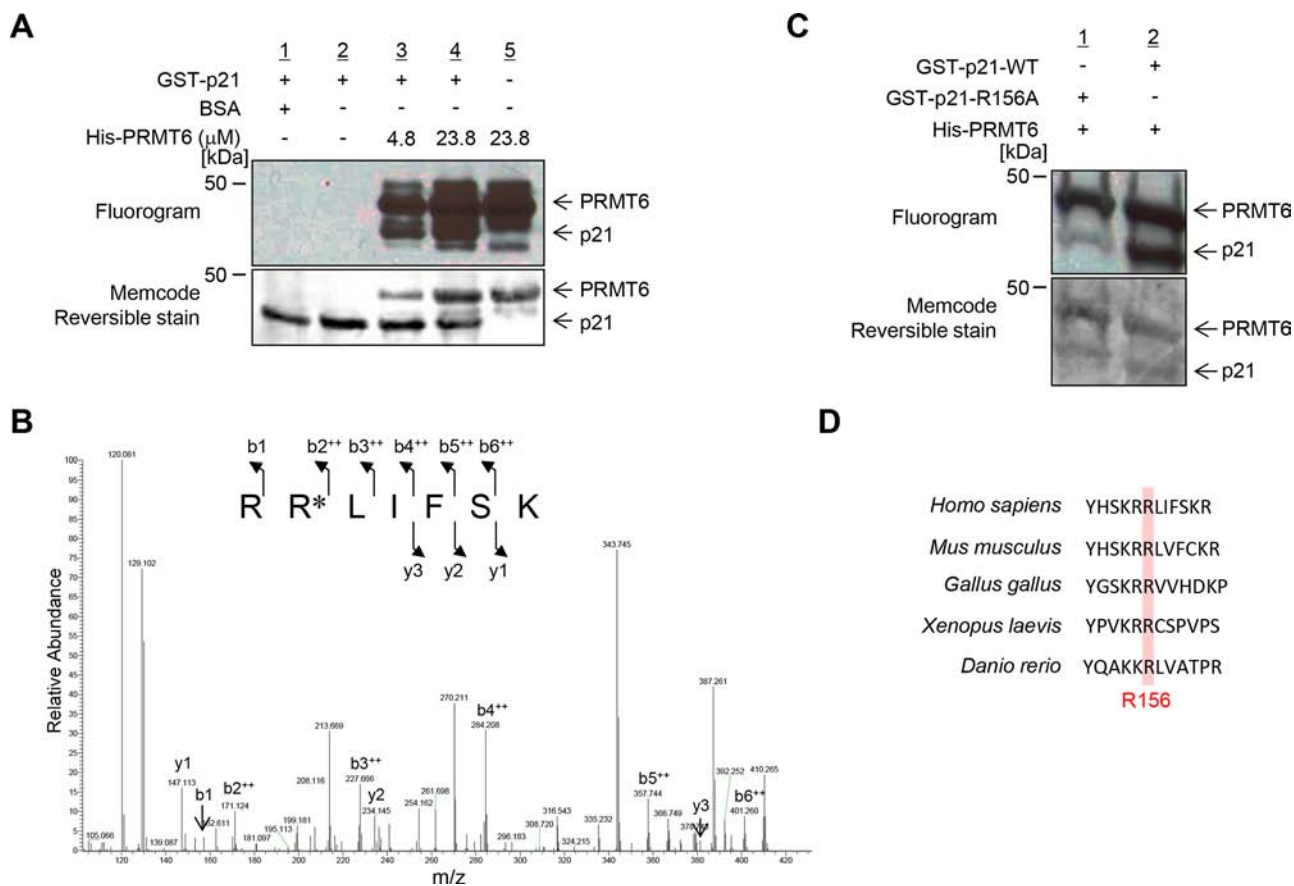 A
1 2 3 4 5
GST-p21 + + + + -
BSA + - - - -
His-PRMT6 (μM) - - 4.8 23.8 23.8
[kDa]
50
Fluorogram
PRMT6
p21
50
Memcode
Reversible stain
PRMT6
p21
C
1 2
GST-p21-WT - +
GST-p21-R156A + -
His-PRMT6 + +
[kDa]
50
Fluorogram
PRMT6
p21
50
Memcode
Reversible stain
PRMT6
p21
B
b1 b2++ b3++ b4++ b5++ b6++
R R* L I F S K
y3 y2 y1
Relative Abundance
100
95
90
85
80
75
70
65
60
55
50
45
40
35
30
25
20
15
10
5
0
120.081
129.102
343.745
387.261
270.211
b4++
284.208
213.669
208.116
b3++
227.666
y2
234.145
y1
147.113
b1
b2++
171.124
254.162
261.698
b5++
357.744
392.252
410.265
y3
b6++
401.260
105.066
139.087
181.097
195.113
199.181
296.183
308.720
316.543
324.215
335.232
366.749
120 140 160 180 200 220 240 260 280 300 320 340 360 380 400 420
m/z
D
Homo sapiens YHSKRRLIFSKR
Mus musculus YHSKRRLVFCKR
Gallus gallus YGSKRRVVHDKP
Xenopus laevis YPVKRRCSPVPS
Danio rerio YQAKKRLVATPR
R156